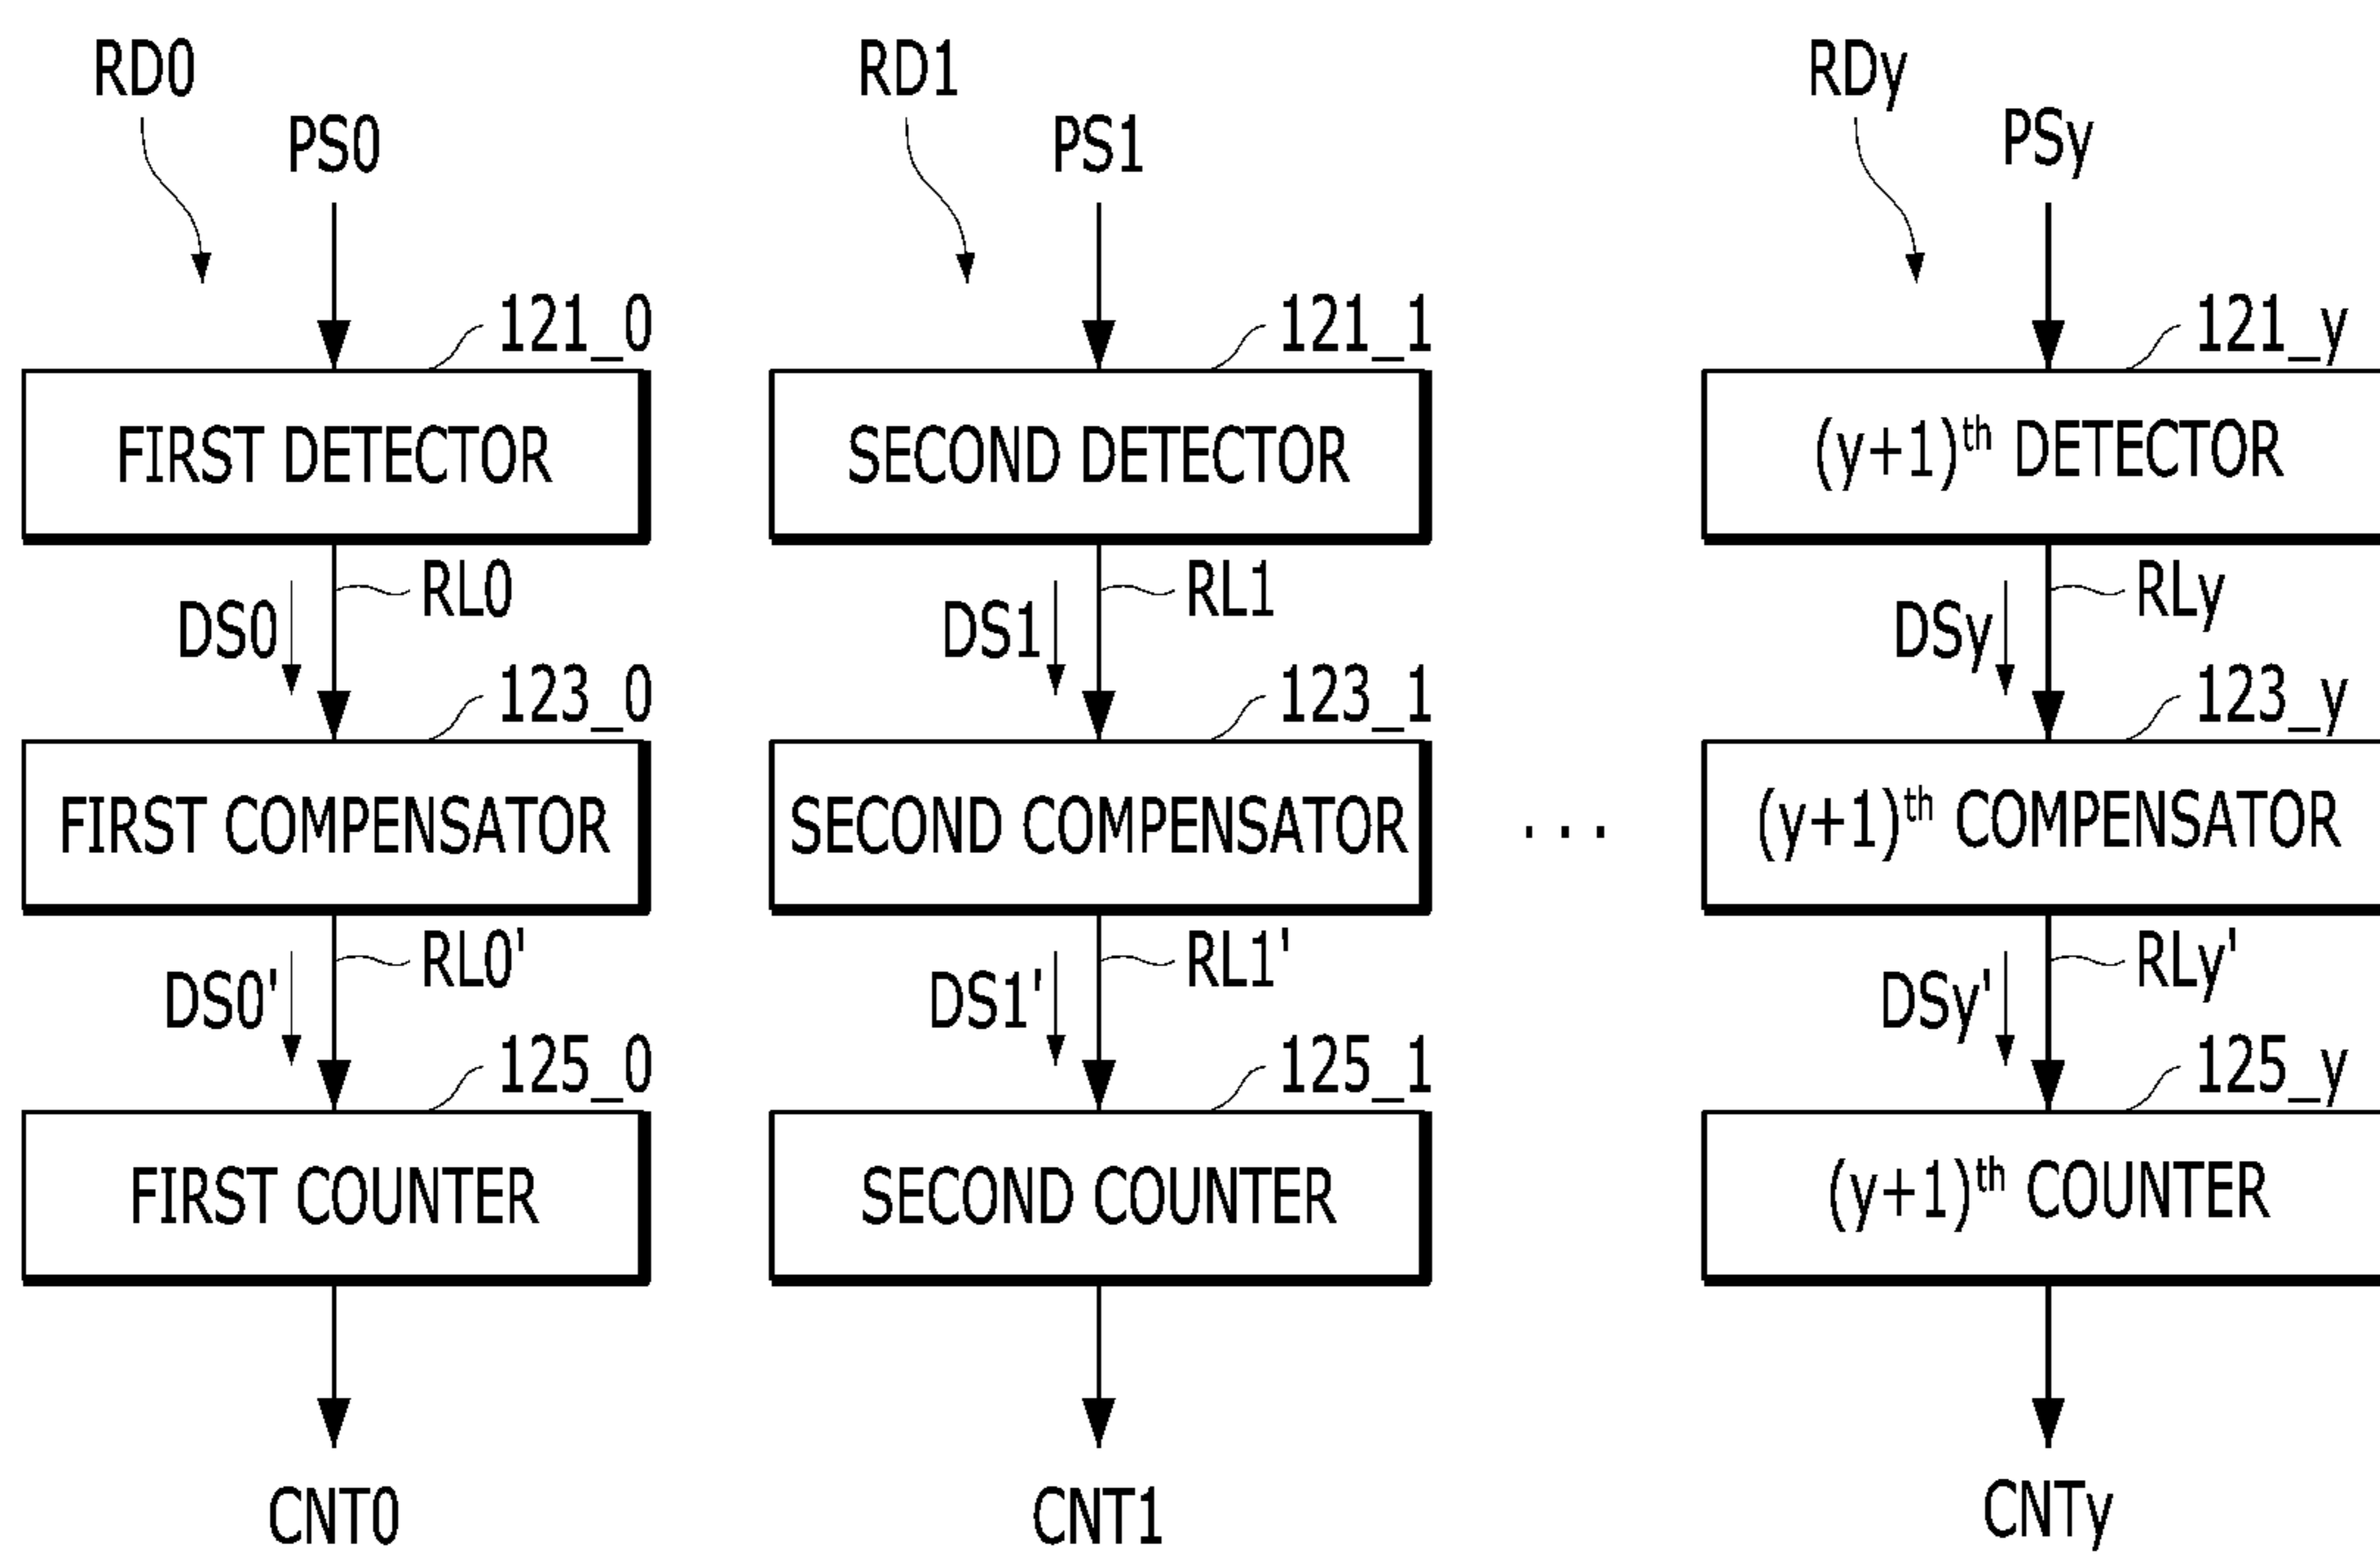 RD0
RD1
RDy
PS0
PS1
PSy
121_0
121_1
121_y
FIRST DETECTOR
SECOND DETECTOR
(y+1)th DETECTOR
RL0
RL1
RLy
DS0
DS1
DSy
123_0
123_1
123_y
FIRST COMPENSATOR
SECOND COMPENSATOR
...
(y+1)th COMPENSATOR
RL0'
RL1'
RLy'
DS0'
DS1'
DSy'
125_0
125_1
125_y
FIRST COUNTER
SECOND COUNTER
(y+1)th COUNTER
CNT0
CNT1
CNTy